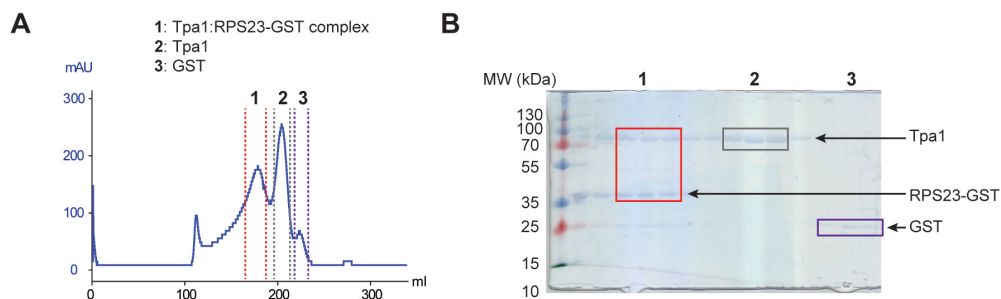 A
1: Tpa1:RPS23-GST complex
2: Tpa1
3: GST
mAU
300
200
100
0
1 2 3
0 100 200 300 ml
B
MW (kDa) 1 2 3
130
100
70
55
35
25
15
10
Tpa1
RPS23-GST
GST